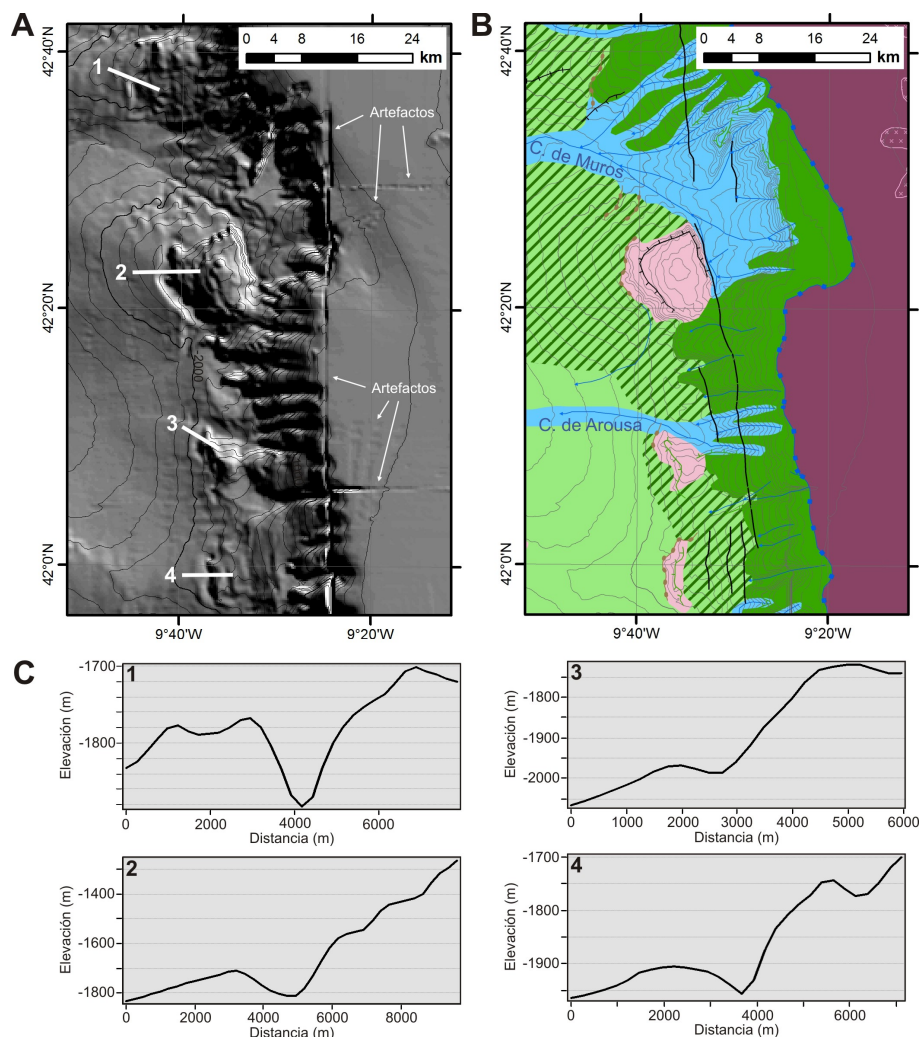 A
0 4 8 16 24
km
42°40'N
1
Artefactos
2
42°20'N
-2000
Artefactos
3
42°0'N
4
9°40'W 9°20'W
B
0 4 8 16 24
km
42°40'N
C. de Muros
42°20'N
C. de Arousa
42°0'N
9°40'W 9°20'W
C
1
Elevación (m)
-1700
-1800
0 2000 4000 6000
Distancia (m)
3
Elevación (m)
-1800
-1900
-2000
0 1000 2000 3000 4000 5000 6000
Distancia (m)
2
Elevación (m)
-1400
-1600
-1800
0 2000 4000 6000 8000
Distancia (m)
4
Elevación (m)
-1700
-1800
-1900
0 2000 4000 6000
Distancia (m)